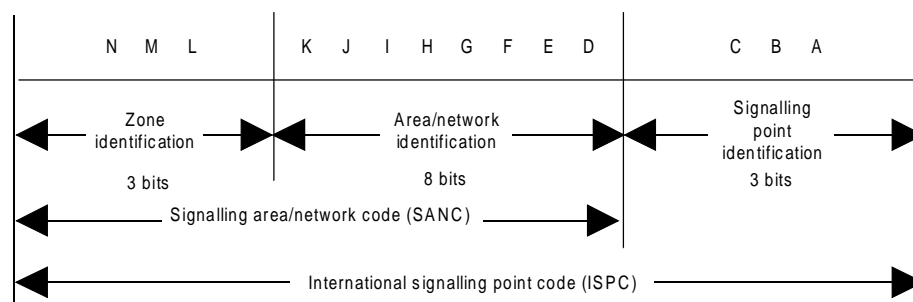 N M L K J I H G F E D C B A
Zone
identification
3 bits
Area/network
identification
8 bits
Signalling
point
identification
3 bits
Signalling area/network code (SANC)
International signalling point code (ISPC)